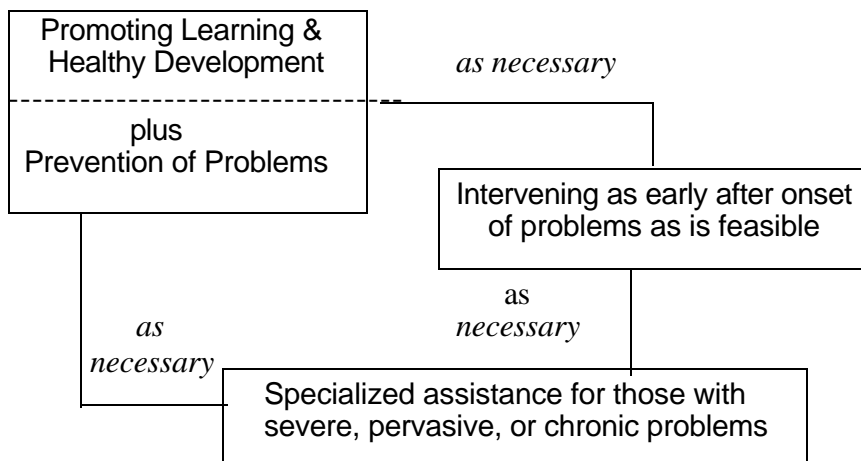 Promoting Learning &
Healthy Development
plus
Prevention of Problems
as necessary
Intervening as early after onset
of problems as is feasible
as
necessary
as
necessary
Specialized assistance for those with
severe, pervasive, or chronic problems